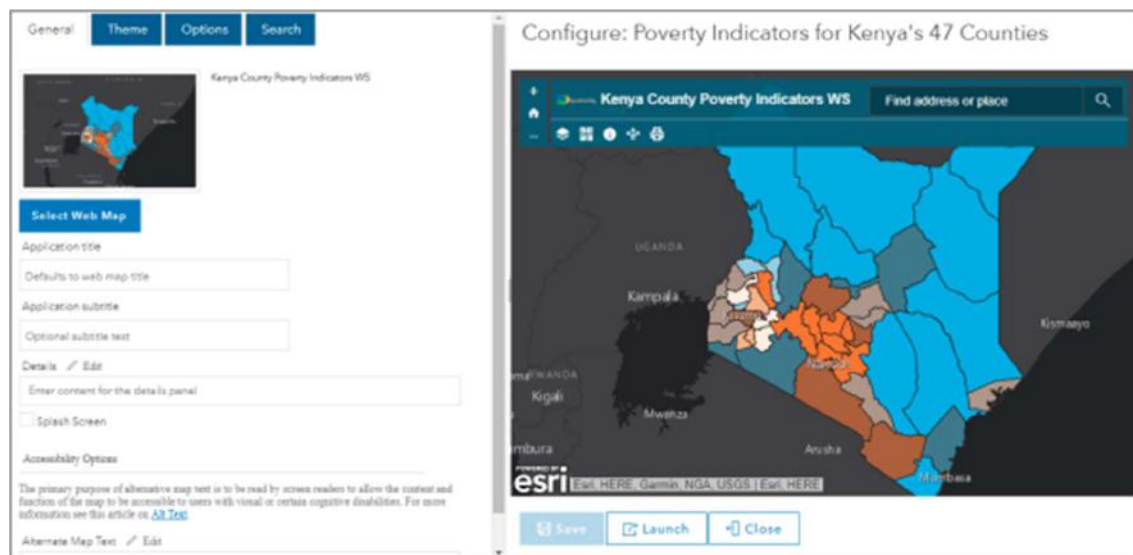 General Theme Options Search
Kenya County Poverty Indicators WS
Select Web Map
Application title
Defaults to web map title
Application subtitle
Optional subtitle text
Details Edit
Enter content for the details panel
Splash Screen
Accessibility Options
The primary purpose of alternative map text is to be read by screen readers to allow the content and
function of the map to be accessible to users with visual or certain cognitive disabilities. For more
information see this article on Alt Text.
Alternate Map Text Edit
Configure: Poverty Indicators for Kenya's 47 Counties
Kenya County Poverty Indicators WS Find address or place
UGANDA
Kampala
Kisumu
Kismaayo
Nairobi
RWANDA
Kigali
Mwanza
Arusha
Mombasa
POWERED BY
esri
Esri, HERE, Garmin, NGA, USGS | Esri, HERE
Save Launch Close